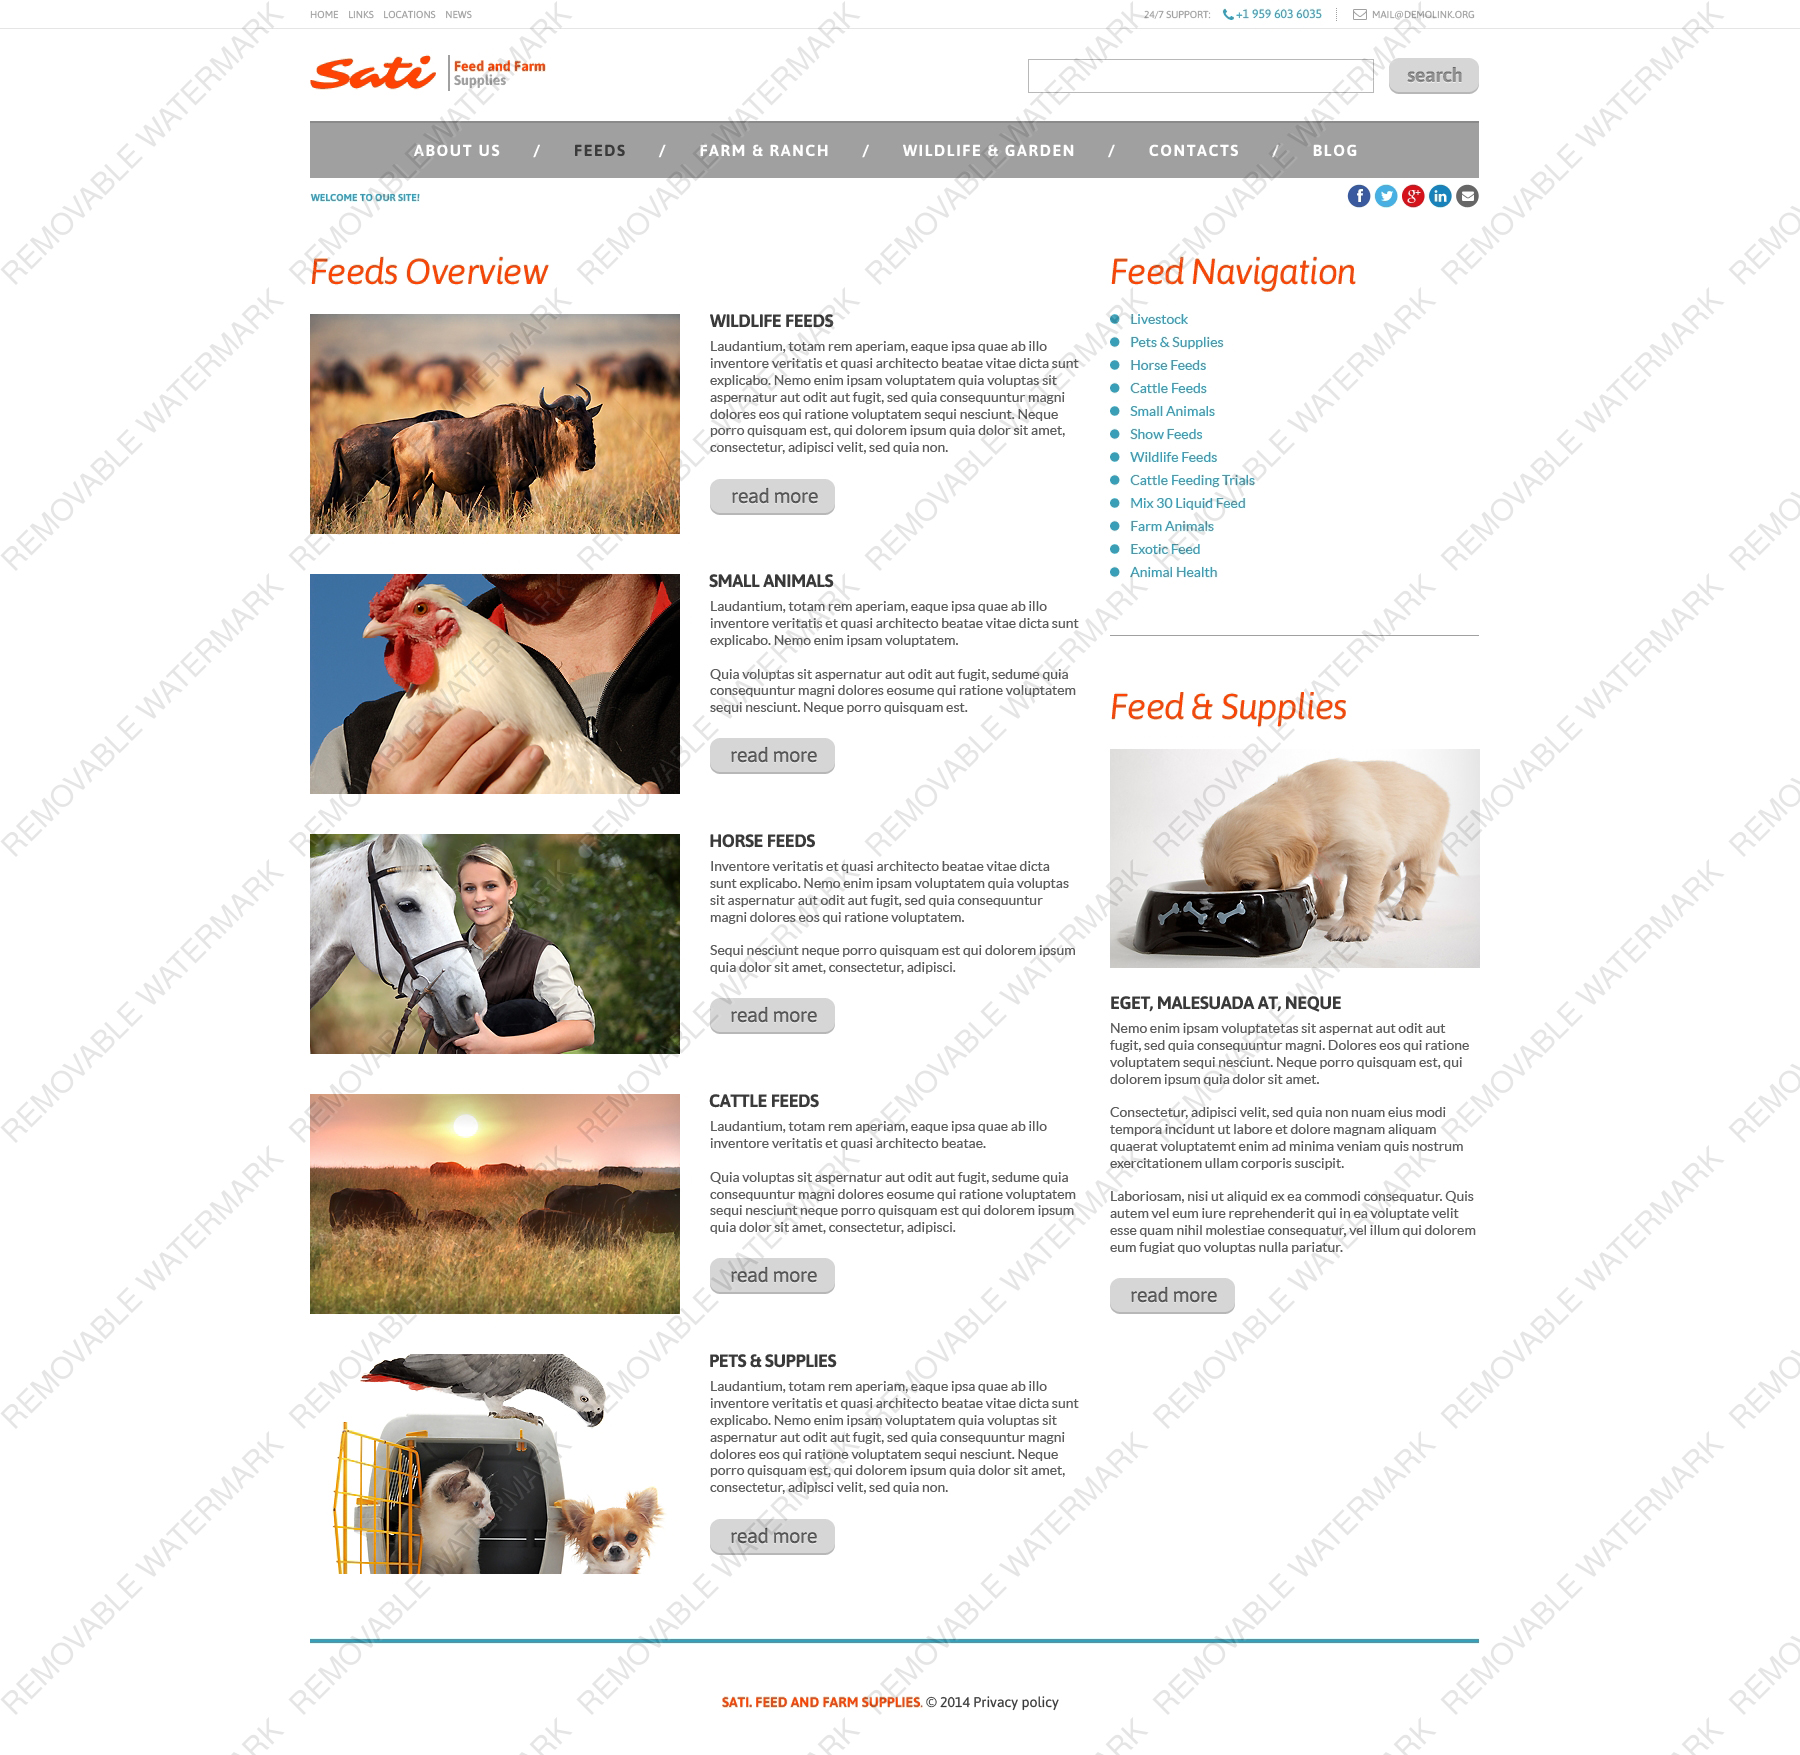 HOME LINKS LOCATIONS NEWS
24/7 SUPPORT: +1 959 603 6035 MAIL@DEMOLINK.ORG
Sati Feed and Farm
Supplies
search
ABOUT US / FEEDS / FARM & RANCH / WILDLIFE & GARDEN / CONTACTS / BLOG
WELCOME TO OUR SITE!
Feeds Overview
WILDLIFE FEEDS
Laudantium, totam rem aperiam, eaque ipsa quae ab illo
inventore veritatis et quasi architecto beatae vitae dicta sunt
explicabo. Nemo enim ipsam voluptatem quia voluptas sit
aspernatur aut odit aut fugit, sed quia consequuntur magni
dolores eos qui ratione voluptatem sequi nesciunt. Neque
porro quisquam est, qui dolorem ipsum quia dolor sit amet,
consectetur, adipisci velit, sed quia non.
read more
SMALL ANIMALS
Laudantium, totam rem aperiam, eaque ipsa quae ab illo
inventore veritatis et quasi architecto beatae vitae dicta sunt
explicabo. Nemo enim ipsam voluptatem.
Quia voluptas sit aspernatur aut odit aut fugit, sedume quia
consequuntur magni dolores eosume qui ratione voluptatem
sequi nesciunt. Neque porro quisquam est.
read more
HORSE FEEDS
Inventore veritatis et quasi architecto beatae vitae dicta
sunt explicabo. Nemo enim ipsam voluptatem quia voluptas
sit aspernatur aut odit aut fugit, sed quia consequuntur
magni dolores eos qui ratione voluptatem.
Sequi nesciunt neque porro quisquam est qui dolorem ipsum
quia dolor sit amet, consectetur, adipisci.
read more
CATTLE FEEDS
Laudantium, totam rem aperiam, eaque ipsa quae ab illo
inventore veritatis et quasi architecto beatae.
Quia voluptas sit aspernatur aut odit aut fugit, sedume quia
consequuntur magni dolores eosume qui ratione voluptatem
sequi nesciunt neque porro quisquam est qui dolorem ipsum
quia dolor sit amet, consectetur, adipisci.
read more
PETS & SUPPLIES
Laudantium, totam rem aperiam, eaque ipsa quae ab illo
inventore veritatis et quasi architecto beatae vitae dicta sunt
explicabo. Nemo enim ipsam voluptatem quia voluptas sit
aspernatur aut odit aut fugit, sed quia consequuntur magni
dolores eos qui ratione voluptatem sequi nesciunt. Neque
porro quisquam est, qui dolorem ipsum quia dolor sit amet,
consectetur, adipisci velit, sed quia non.
read more
Feed Navigation
Livestock
Pets & Supplies
Horse Feeds
Cattle Feeds
Small Animals
Show Feeds
Wildlife Feeds
Cattle Feeding Trials
Mix 30 Liquid Feed
Farm Animals
Exotic Feed
Animal Health
Feed & Supplies
EGET, MALESUADA AT, NEQUE
Nemo enim ipsam voluptatetas sit aspernat aut odit aut
fugit, sed quia consequuntur magni. Dolores eos qui ratione
voluptatem sequi nesciunt. Neque porro quisquam est, qui
dolorem ipsum quia dolor sit amet.
Consectetur, adipisci velit, sed quia non nuam eius modi
tempora incidunt ut labore et dolore magnam aliquam
quaerat voluptatemt enim ad minima veniam quis nostrum
exercitationem ullam corporis suscipit.
Laboriosam, nisi ut aliquid ex ea commodi consequatur. Quis
autem vel eum iure reprehenderit qui in ea voluptate velit
esse quam nihil molestiae consequatur, vel illum qui dolorem
eum fugiat quo voluptas nulla pariatur.
read more
SATI. FEED AND FARM SUPPLIES. © 2014 Privacy policy
REMOVABLE WATERMARK